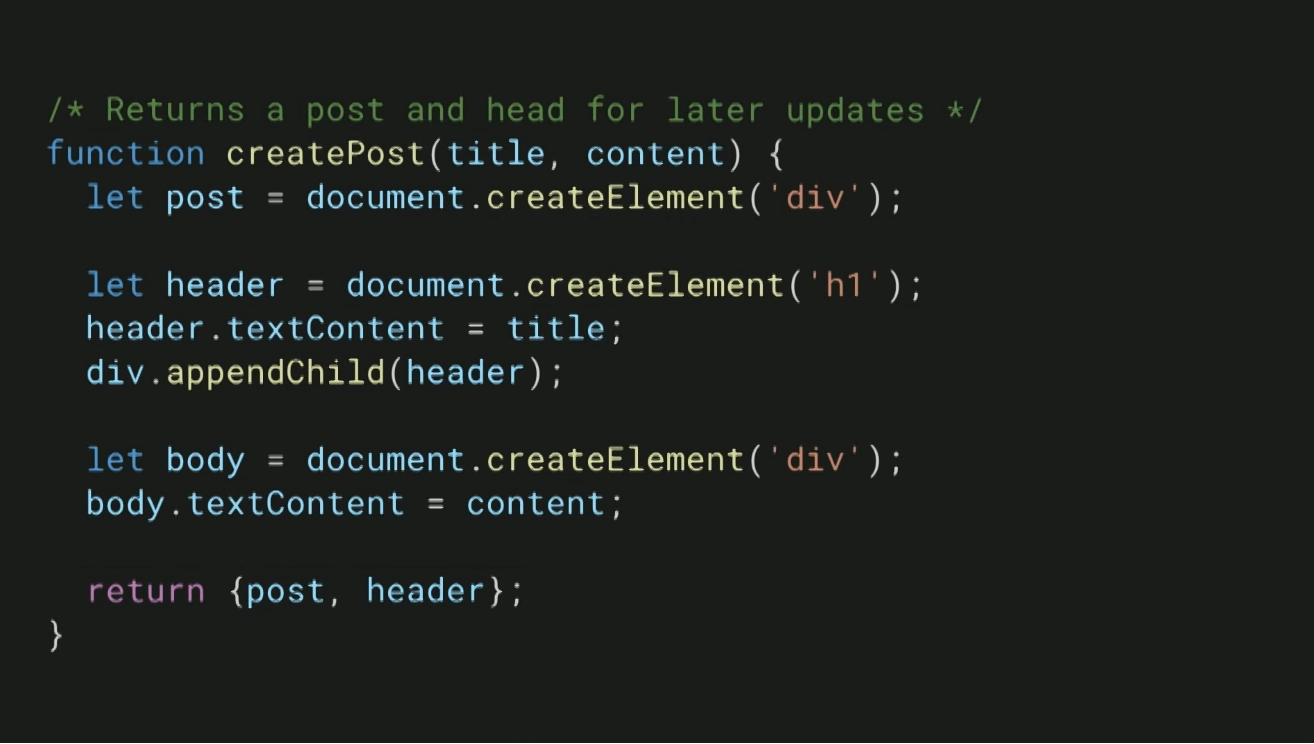 /* Returns a post and head for later updates */
function createPost(title, content) {
  let post = document.createElement('div');

  let header = document.createElement('h1');
  header.textContent = title;
  div.appendChild(header);

  let body = document.createElement('div');
  body.textContent = content;

  return {post, header};
}